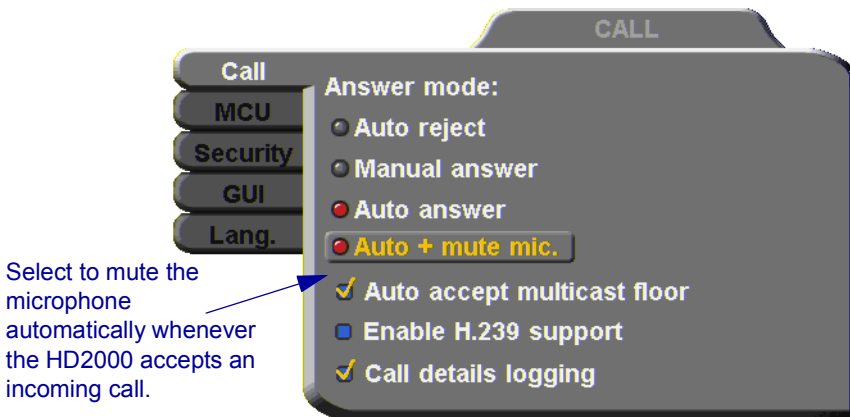 CALL
Call
MCU
Security
GUI
Lang.
Answer mode:
Auto reject
Manual answer
Auto answer
Auto + mute mic.
Auto accept multicast floor
Enable H.239 support
Call details logging
Select to mute the
microphone
automatically whenever
the HD2000 accepts an
incoming call.